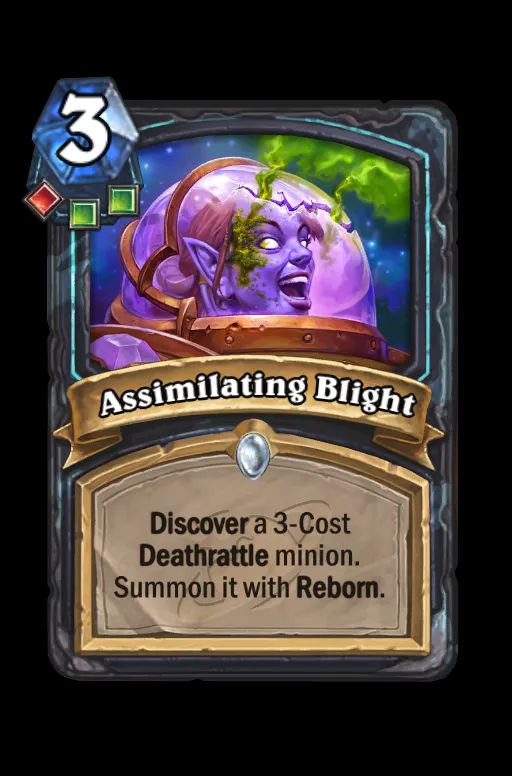 3
Assimilating Blight
Discover a 3-Cost
Deathrattle minion.
Summon it with Reborn.